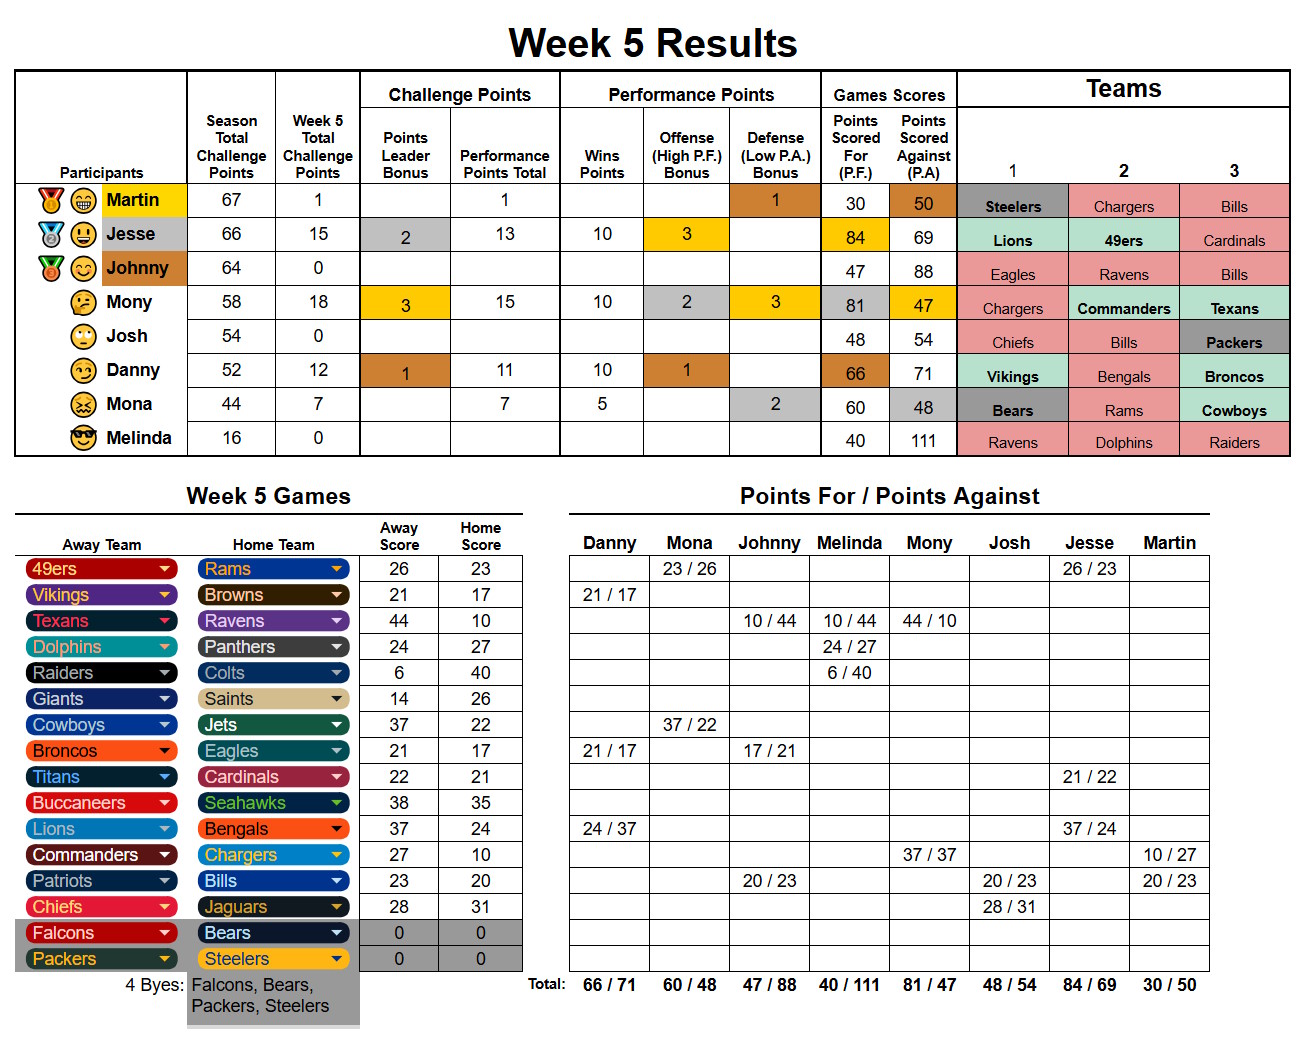 Week 5 Results
Participants Season Total Challenge Points Week 5 Total Challenge Points Challenge Points Performance Points Games Scores Teams
Points Leader Bonus Performance Points Total Wins Points Offense (High P.F.) Bonus Defense (Low P.A.) Bonus Points Scored For (P.F.) Points Scored Against (P.A) 1 2 3
Martin 67 1 1 1 30 50 Steelers Chargers Bills
2 Jesse 66 15 2 13 10 3 84 69 Lions 49ers Cardinals
3 Johnny 64 0 47 88 Eagles Ravens Bills
Mony 58 18 3 15 10 2 3 81 47 Chargers Commanders Texans
Josh 54 0 48 54 Chiefs Bills Packers
Danny 52 12 1 11 10 1 66 71 Vikings Bengals Broncos
Mona 44 7 7 5 2 60 48 Bears Rams Cowboys
Melinda 16 0 40 111 Ravens Dolphins Raiders
Week 5 Games
Away Team Home Team Away Score Home Score
49ers Rams 26 23
Vikings Browns 21 17
Texans Ravens 44 10
Dolphins Panthers 24 27
Raiders Colts 6 40
Giants Saints 14 26
Cowboys Jets 37 22
Broncos Eagles 21 17
Titans Cardinals 22 21
Buccaneers Seahawks 38 35
Lions Bengals 37 24
Commanders Chargers 27 10
Patriots Bills 23 20
Chiefs Jaguars 28 31
Falcons Bears 0 0
Packers Steelers 0 0
4 Byes: Falcons, Bears,
Packers, Steelers
Points For / Points Against
Danny Mona Johnny Melinda Mony Josh Jesse Martin
23 / 26 26 / 23
21 / 17
10 / 44 10 / 44 44 / 10
24 / 27
6 / 40
37 / 22
21 / 17 17 / 21
21 / 22
24 / 37 37 / 24
37 / 37 10 / 27
20 / 23 20 / 23 20 / 23
28 / 31
Total: 66 / 71 60 / 48 47 / 88 40 / 111 81 / 47 48 / 54 84 / 69 30 / 50